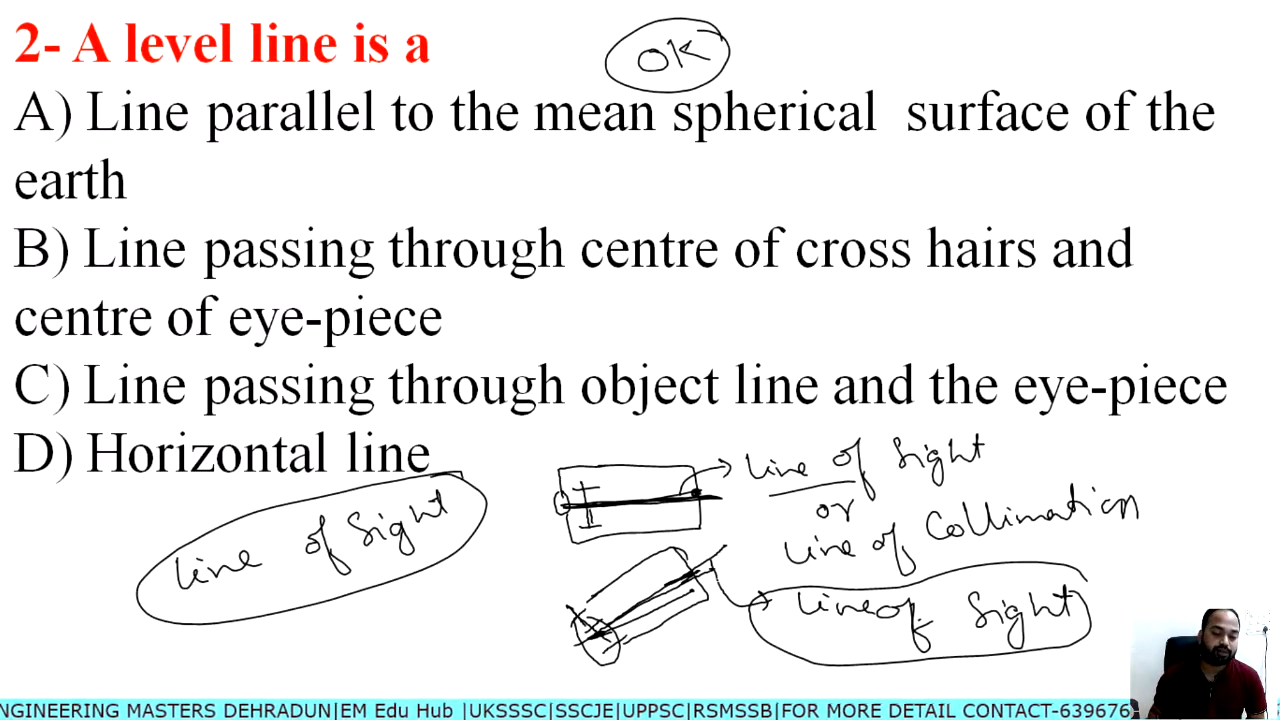 2- A level line is a
OK
A) Line parallel to the mean spherical surface of the
earth
B) Line passing through centre of cross hairs and
centre of eye-piece
C) Line passing through object line and the eye-piece
D) Horizontal line
line of Sight
or
line of Collimation
line of Sight
line of Sight
NGINEERING MASTERS DEHRADUN|EM Edu Hub |UKSSSC|SSCJE|UPPSC|RSMSSB|FOR MORE DETAIL CONTACT-639676